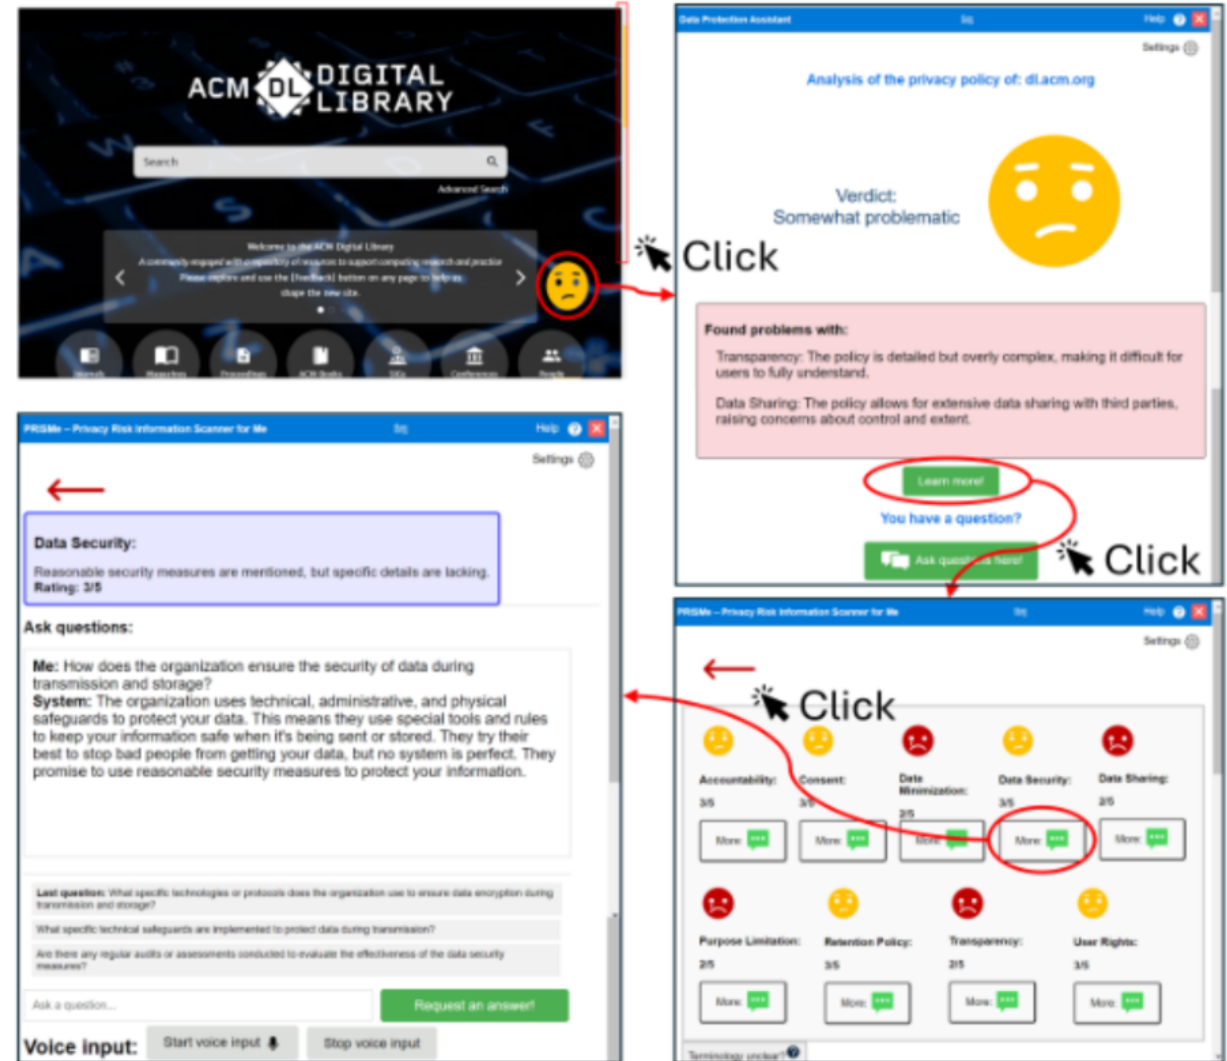 ACM DL DIGITAL
LIBRARY
Search
Advanced Search
Welcome to the ACM Digital Library
A community engaged with a repository of resources to support computing research and practice
Please explore and use the [Feedback] button on any page to help as
shape the new site.
Journals Magazines Proceedings ACM Books SIGs Conferences People
Click
Data Protection Assistant
Help
Settings
Analysis of the privacy policy of: dl.acm.org
Verdict:
Somewhat problematic
Found problems with:
Transparency: The policy is detailed but overly complex, making it difficult for
users to fully understand.
Data Sharing: The policy allows for extensive data sharing with third parties,
raising concerns about control and extent.
Learn more!
You have a question?
Ask questions here!
Click
PRISMe – Privacy Risk Information Scanner for Me
Help
Settings
Click
Accountability: Consent: Data Minimization: Data Security: Data Sharing:
3/5 3/5 2/5 3/5 2/5
More: More: More: More: More:
Purpose Limitation: Retention Policy: Transparency: User Rights:
2/5 3/5 2/5 3/5
More: More: More: More:
Terminology unclear?
PRISMe – Privacy Risk Information Scanner for Me
Help
Settings
Data Security:
Reasonable security measures are mentioned, but specific details are lacking.
Rating: 3/5
Ask questions:
Me: How does the organization ensure the security of data during
transmission and storage?
System: The organization uses technical, administrative, and physical
safeguards to protect your data. This means they use special tools and rules
to keep your information safe when it's being sent or stored. They try their
best to stop bad people from getting your data, but no system is perfect. They
promise to use reasonable security measures to protect your information.
Last question: What specific technologies or protocols does the organization use to ensure data encryption during
transmission and storage?
What specific technical safeguards are implemented to protect data during transmission?
Are there any regular audits or assessments conducted to evaluate the effectiveness of the data security
measures?
Ask a question...
Request an answer!
Voice input:
Start voice input
Stop voice input